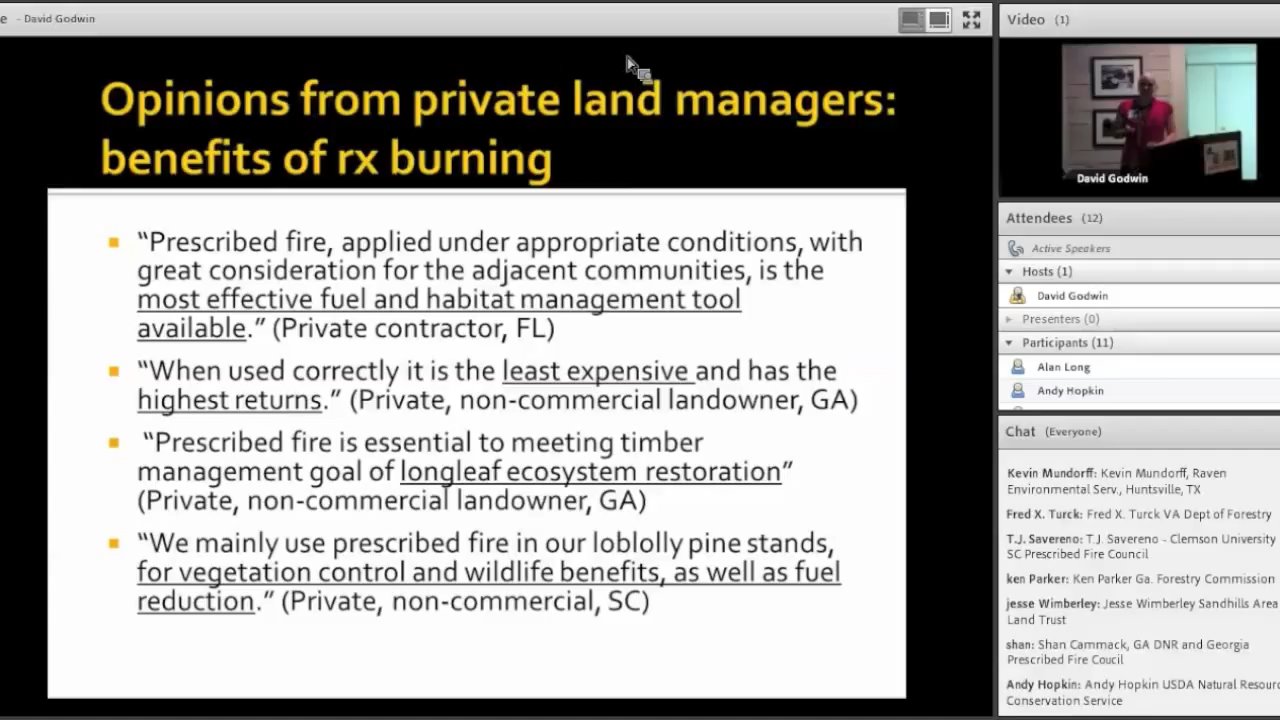 e - David Godwin
Opinions from private land managers:
benefits of rx burning
“Prescribed fire, applied under appropriate conditions, with
great consideration for the adjacent communities, is the
most effective fuel and habitat management tool
available.” (Private contractor, FL)
“When used correctly it is the least expensive and has the
highest returns.” (Private, non-commercial landowner, GA)
“Prescribed fire is essential to meeting timber
management goal of longleaf ecosystem restoration”
(Private, non-commercial landowner, GA)
“We mainly use prescribed fire in our loblolly pine stands,
for vegetation control and wildlife benefits, as well as fuel
reduction.” (Private, non-commercial, SC)
Video (1)
David Godwin
Attendees (12)
Active Speakers
Hosts (1)
David Godwin
Presenters (0)
Participants (11)
Alan Long
Andy Hopkin
Chat (Everyone)
Kevin Mundorff: Kevin Mundorff, Raven
Environmental Serv., Huntsville, TX
Fred X. Turck: Fred X. Turck VA Dept of Forestry
T.J. Savereno: T.J. Savereno - Clemson University
SC Prescribed Fire Council
ken Parker: Ken Parker Ga. Forestry Commission
jesse Wimberley: Jesse Wimberley Sandhills Area
Land Trust
shan: Shan Cammack, GA DNR and Georgia
Prescribed Fire Coucil
Andy Hopkin: Andy Hopkin USDA Natural Resourc
Conservation Service